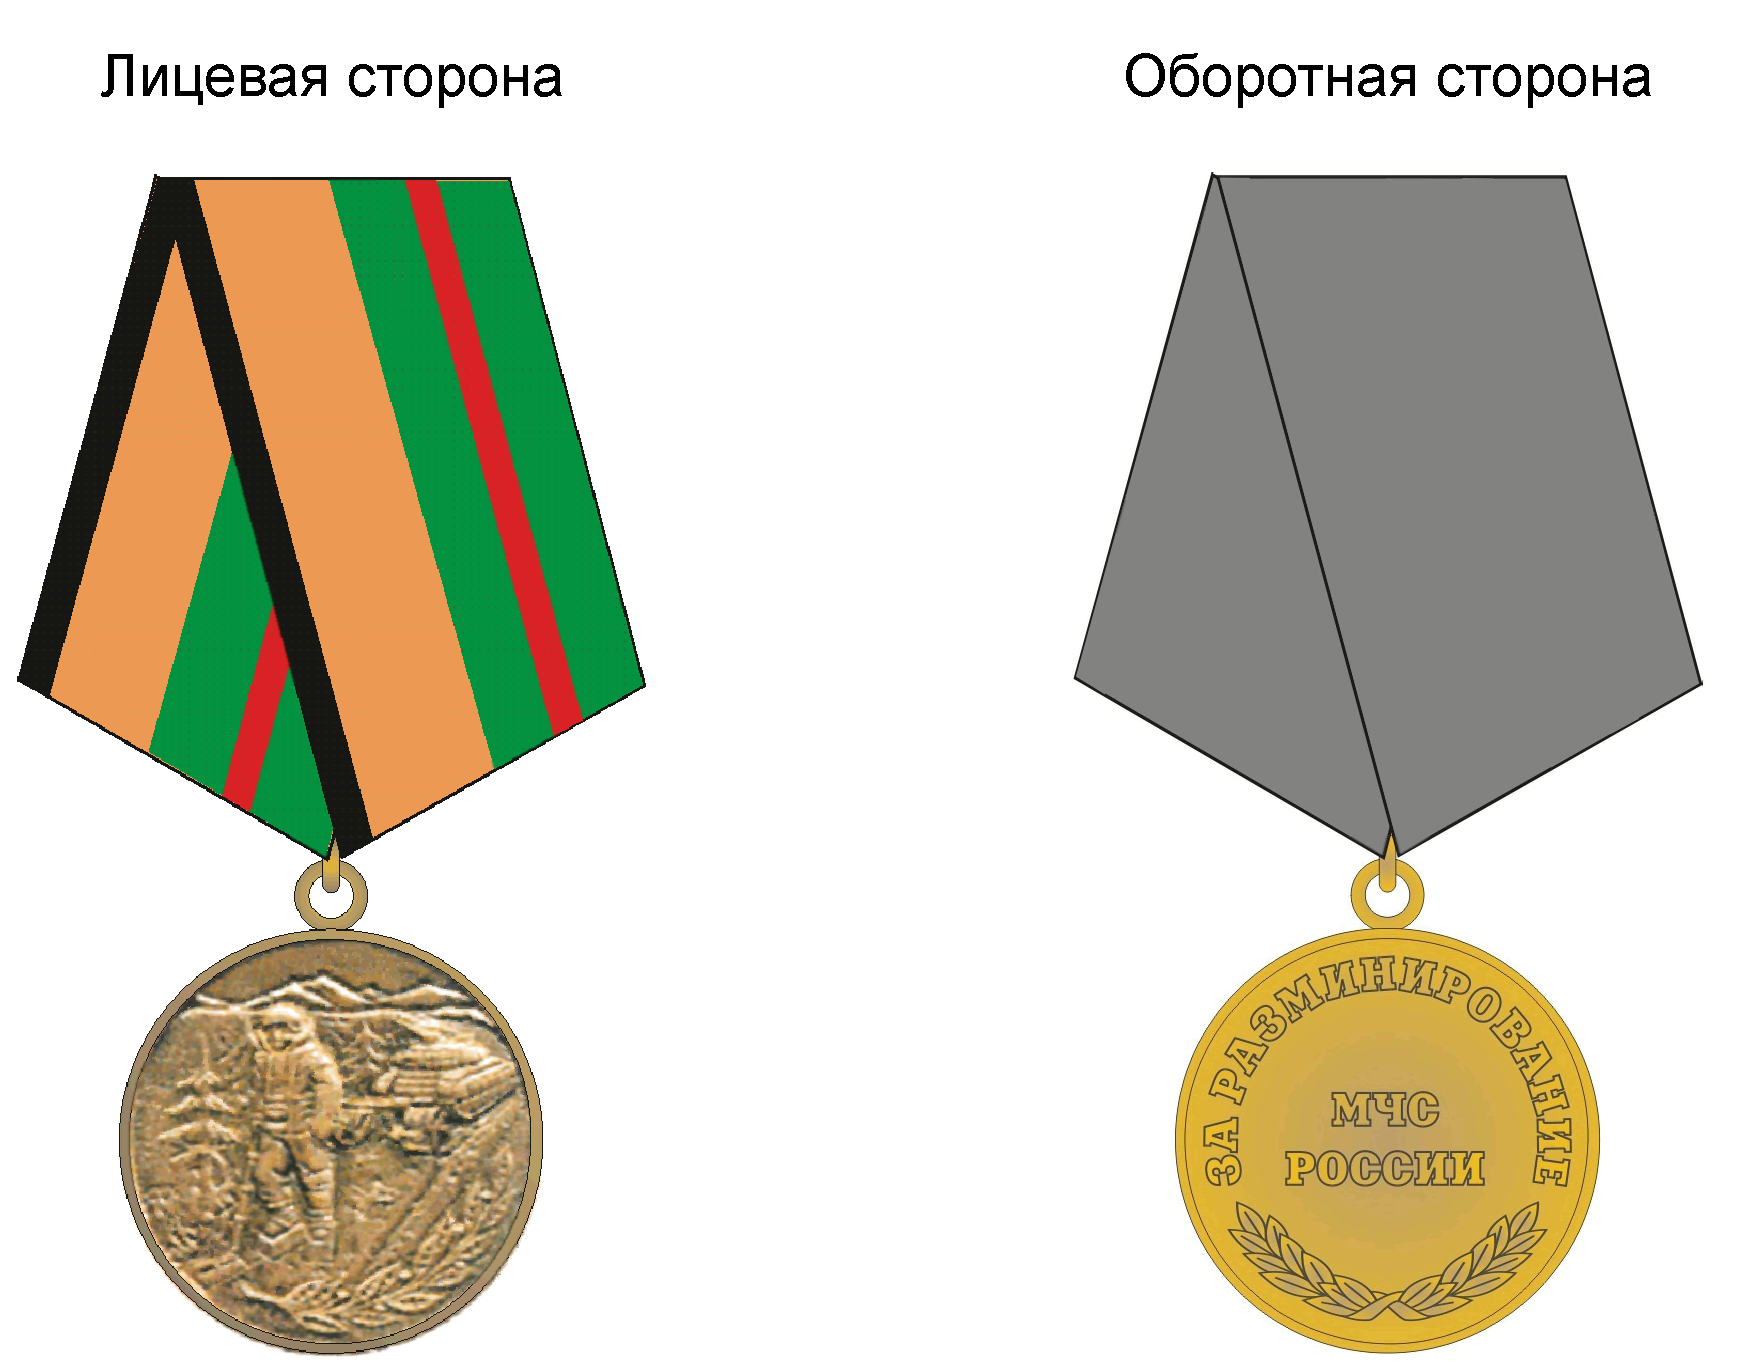 Лицевая сторона
Оборотная сторона
ЗА РАЗМИНИРОВАНИЕ
МЧС
РОССИИ